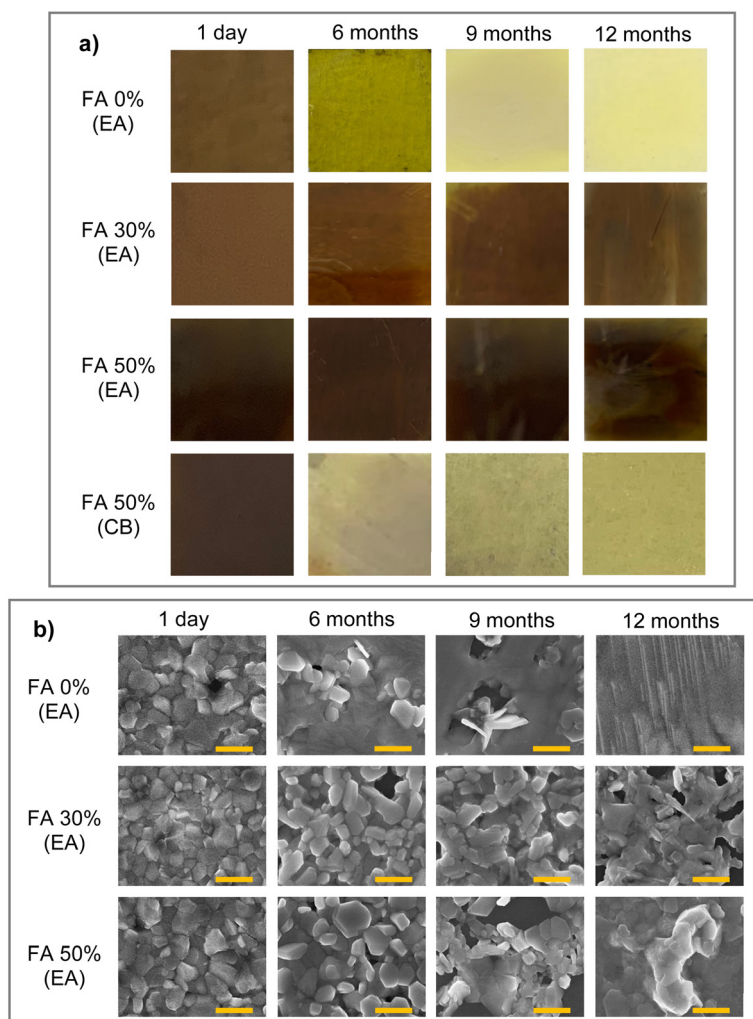 a)
1 day 6 months 9 months 12 months
FA 0%
(EA)
FA 30%
(EA)
FA 50%
(EA)
FA 50%
(CB)
b)
1 day 6 months 9 months 12 months
FA 0%
(EA)
FA 30%
(EA)
FA 50%
(EA)